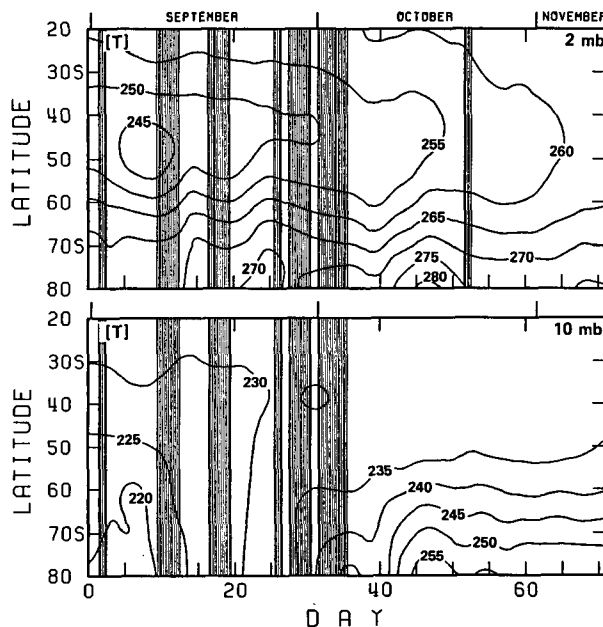 SEPTEMBER OCTOBER NOVEMBER
20 [T] 2 mb
30S
250
40
245
255
50
260
60
265
70S
270 275 270
280
80
LATITUDE
20 [T] 10 mb
30S
230
40
225
50
235
220
60
240
245
70S
250
255
80
LATITUDE
0 20 40 60
DAY